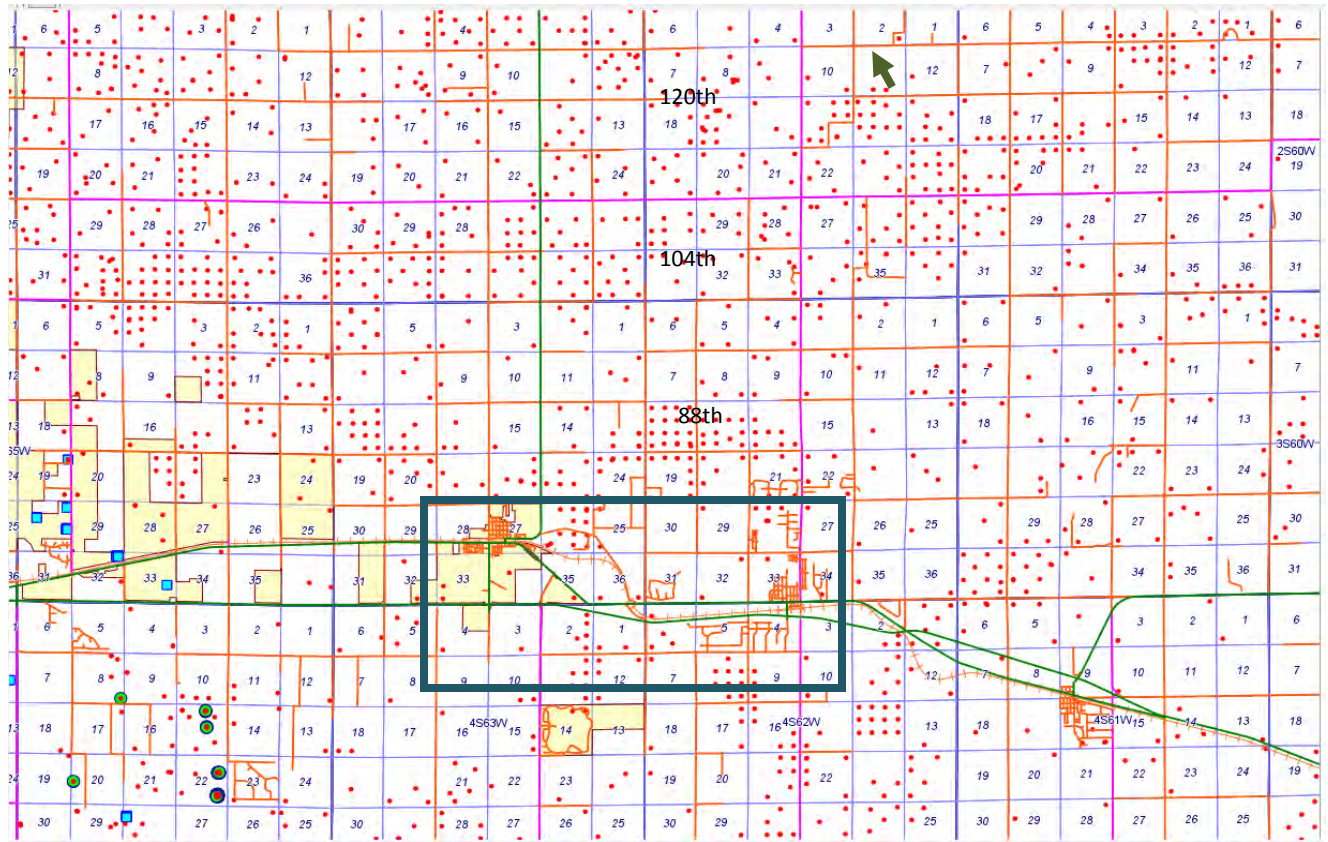 6 5 3 2 1 4 6 4 3 2 1 6 5 4 3 2 1 6
12 8 12 9 10 7 8 10 12 7 9 12 7
120th
17 16 15 14 13 17 16 15 13 18 18 17 15 14 13 18
2S60W
19 20 21 23 24 19 20 21 22 24 19 21 22 20 21 22 23 24 19
25 29 28 27 26 30 29 28 29 28 27 29 28 27 26 25 30
104th
31 36 32 33 35 31 32 34 35 36 31
1 6 5 3 2 1 5 3 1 6 5 4 2 1 6 5 3 1
12 8 9 11 9 10 11 7 8 9 10 11 12 7 9 11 7
88th
13 18 16 13 15 14 15 13 18 16 15 14 13
35W 3S60W
24 19 20 23 24 19 20 24 19 21 22 22 23 24
25 29 28 27 26 25 30 29 28 27 25 30 29 27 26 25 29 28 27 25 30
36 31 32 33 34 35 31 32 33 35 36 31 32 33 34 35 36 34 35 36 31
1 6 5 4 3 2 1 6 5 4 3 2 1 5 4 3 2 6 5 3 2 1 6
7 8 9 10 11 12 7 8 9 10 12 7 9 10 12 7 8 9 10 11 12 7
4S63W 4S62W 4S61W
13 18 17 16 14 13 18 17 16 15 14 13 18 17 16 13 18 15 14 13 18
24 19 20 21 22 23 24 21 22 23 19 20 22 19 20 21 22 23 24 19
30 29 27 26 25 30 28 27 26 25 30 29 28 27 25 30 29 28 27 26 25